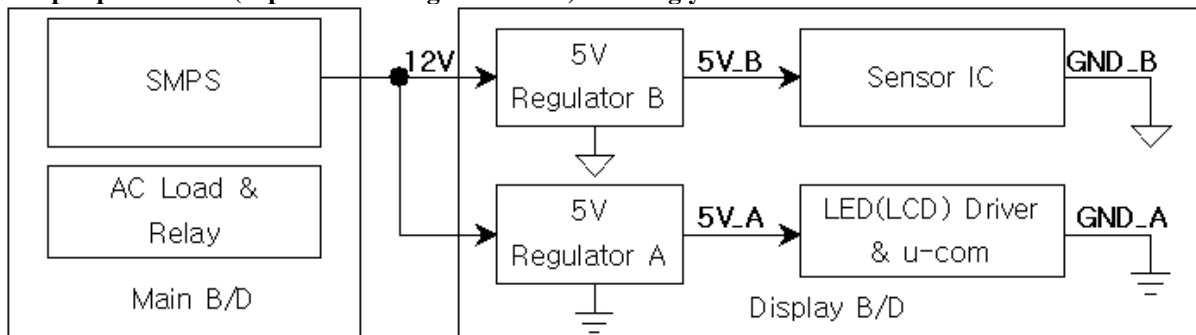 SMPS
AC Load &
Relay
Main B/D
12V
5V
Regulator B
5V_B
Sensor IC
GND_B
5V
Regulator A
5V_A
LED(LCD) Driver
& u-com
GND_A
Display B/D